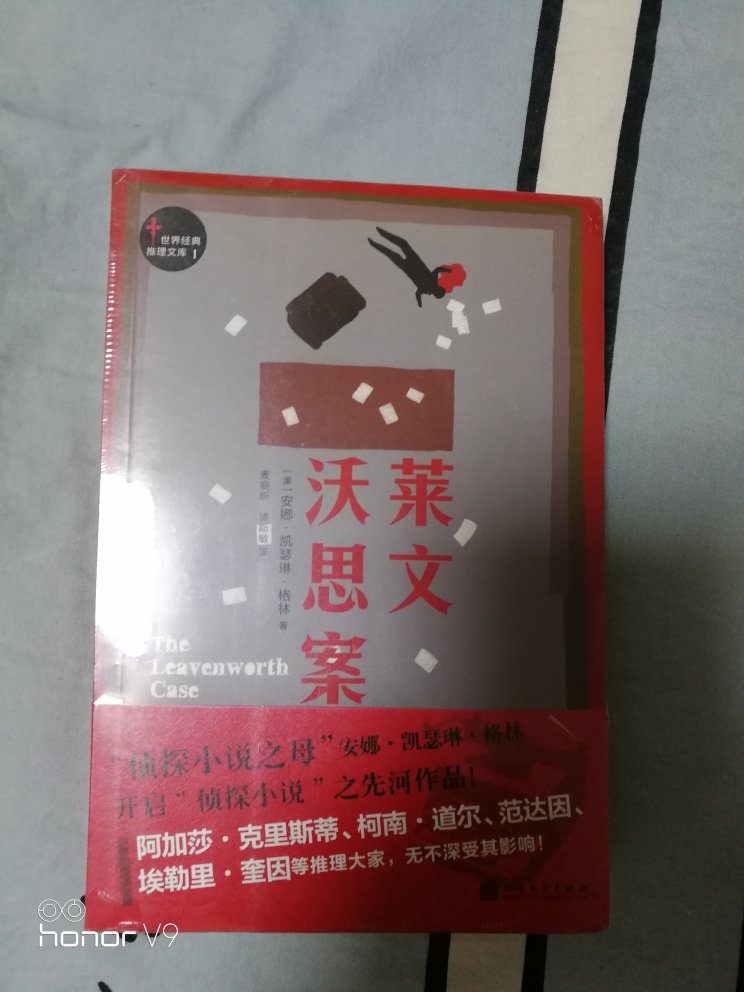 世界经典
推理文库 1
莱文
沃思案
[美]安娜·凯瑟琳·格林 著
The
Leavenworth
Case
“侦探小说之母”安娜·凯瑟琳·格林
开启“侦探小说”之先河作品！
阿加莎·克里斯蒂、柯南·道尔、范达因、
埃勒里·奎因等推理大家，无不深受其影响！
honor V9